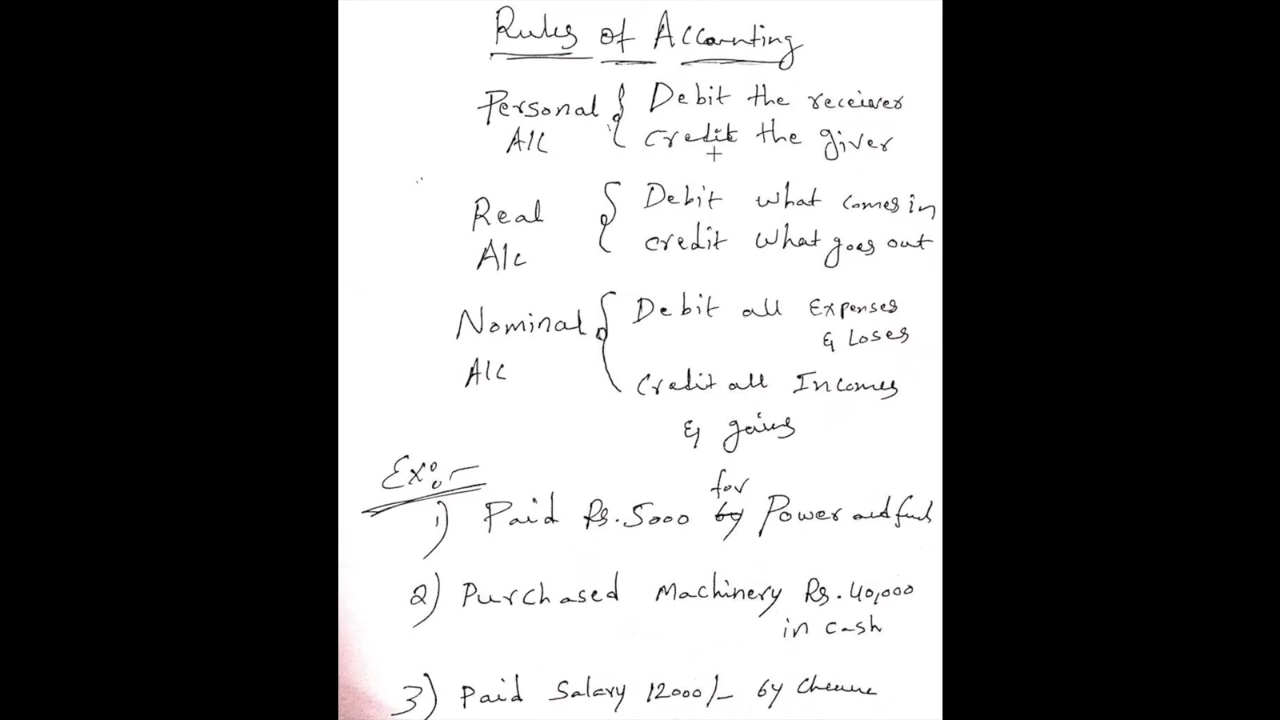 Rules of Accounting
Personal A/c { Debit the receiver
Credit the giver
Real A/c { Debit what comes in
credit what goes out
Nominal A/c { Debit all Expenses
& Loses
Credit all Incomes
& gains
Ex:-
1) Paid Rs. 5000 for Power and fuel
2) Purchased Machinery Rs. 40,000
in cash
3) Paid Salary 12000/- by